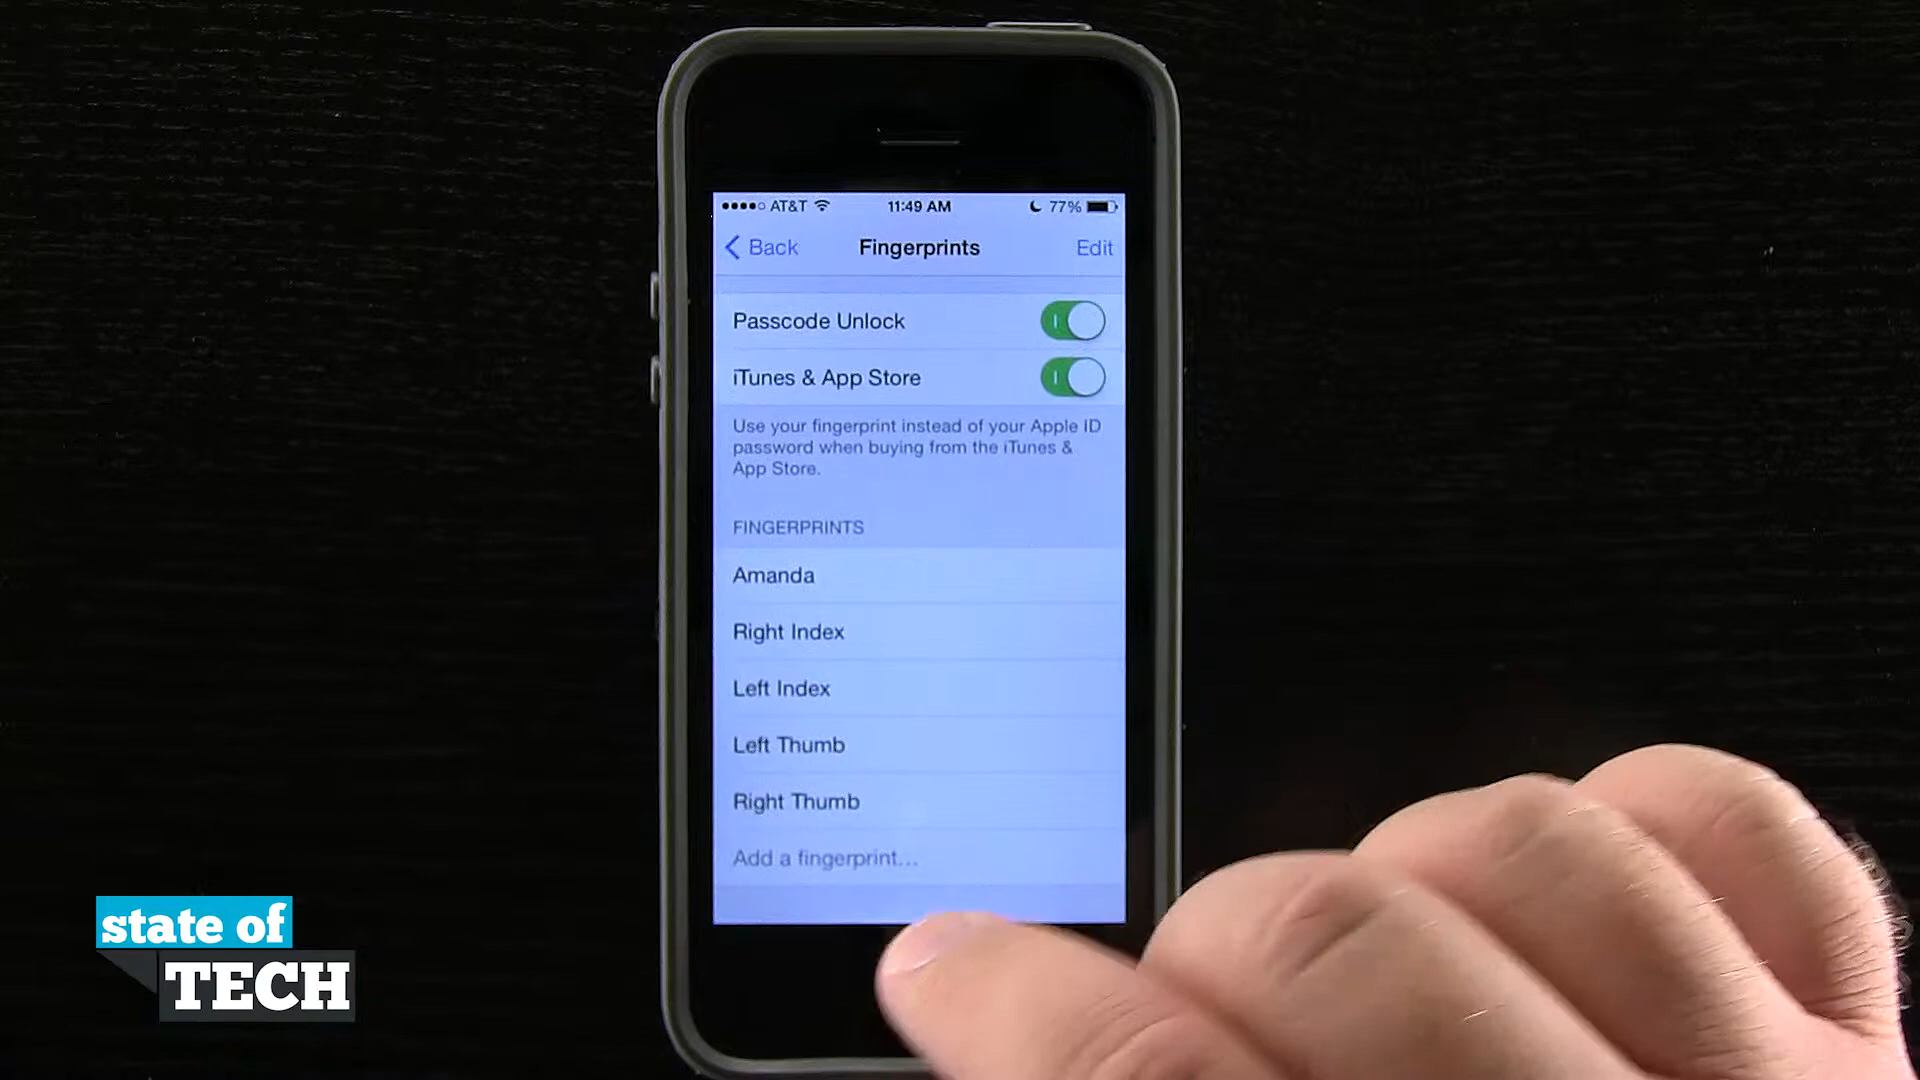 AT&T 11:49 AM 77%
Back Fingerprints Edit
Passcode Unlock
iTunes & App Store
Use your fingerprint instead of your Apple ID
password when buying from the iTunes &
App Store.
FINGERPRINTS
Amanda
Right Index
Left Index
Left Thumb
Right Thumb
Add a fingerprint...
state of
TECH